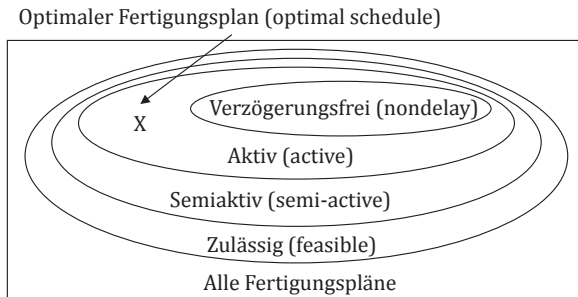 Optimaler Fertigungsplan (optimal schedule)
Verzögerungsfrei (nondelay)
X
Aktiv (active)
Semiaktiv (semi-active)
Zulässig (feasible)
Alle Fertigungspläne